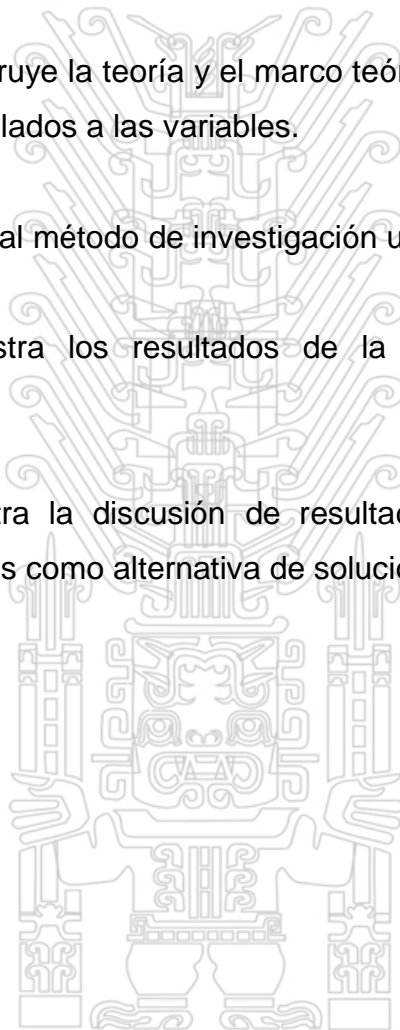 ruye la teoría y el marco teór
lados a las variables.
al método de investigación u
stra los resultados de la
tra la discusión de resultad
s como alternativa de soluci